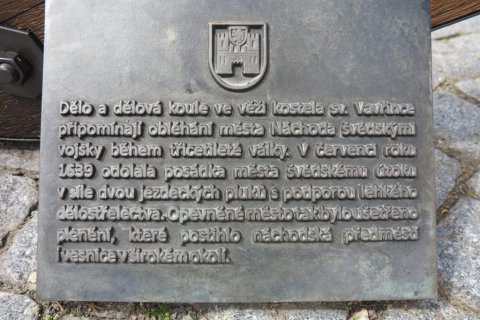 Dělo a dělová koule ve věži kostela sv. Vavřince
připomínají obléhání města Náchoda švédskými
vojsky během třicetileté války. V červenci roku
1639 odolala posádka města švédskému útoku
v síle dvou jezdeckých pluků s podporou lehkého
dělostřelectva. Opevněné město tak bylo ušetřeno
plenění, které postihlo náchodská předměstí
i vesnice v širokém okolí.